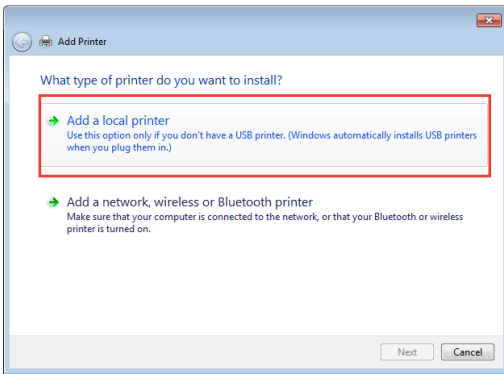 Add Printer
What type of printer do you want to install?
Add a local printer
Use this option only if you don't have a USB printer. (Windows automatically installs USB printers
when you plug them in.)
Add a network, wireless or Bluetooth printer
Make sure that your computer is connected to the network, or that your Bluetooth or wireless
printer is turned on.
Next Cancel